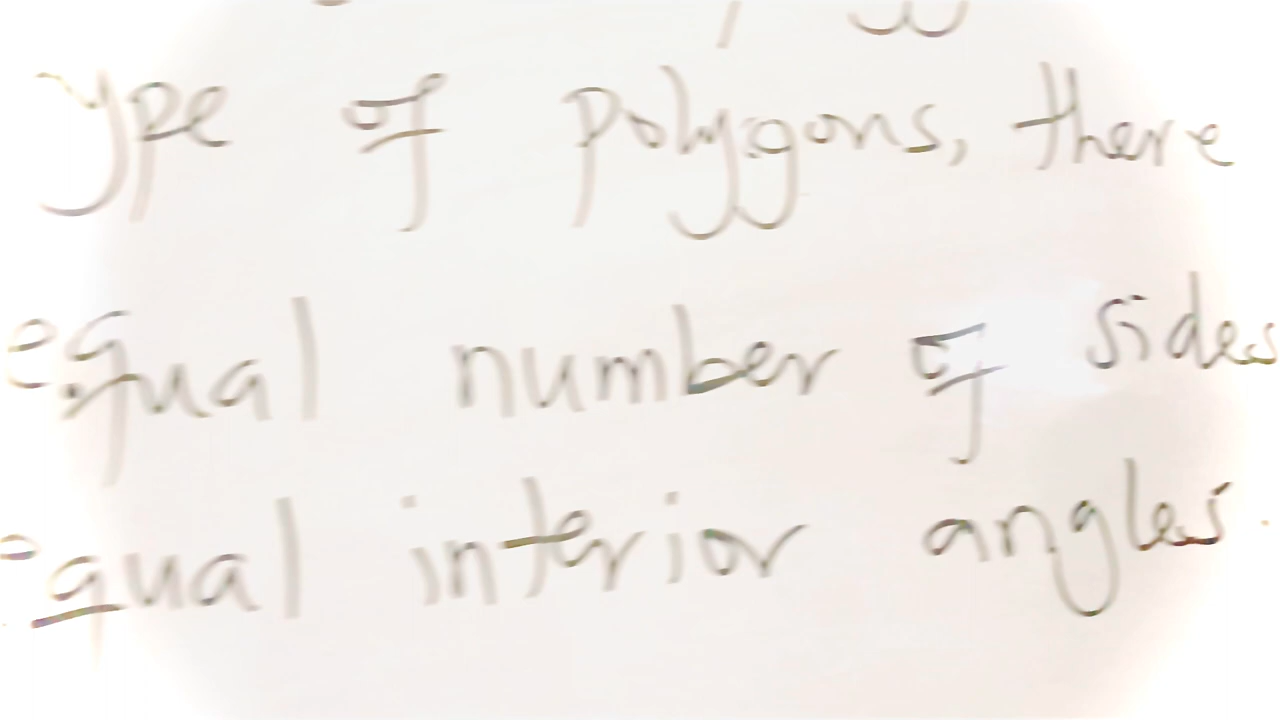 ype of polygons, there
equal number of sides
equal interior angles.